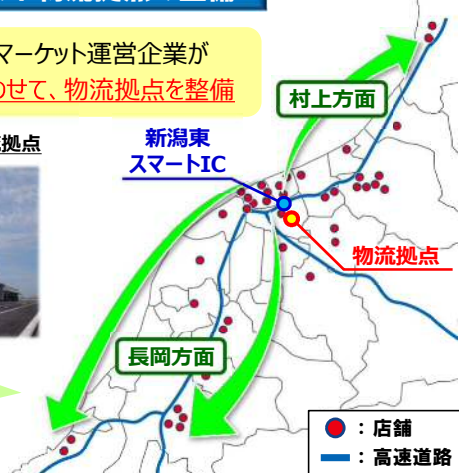 マーケット運営企業が
せて、物流拠点を整備
拠点
村上方面
新潟東
スマートIC
物流拠点
長岡方面
：店舗
：高速道路